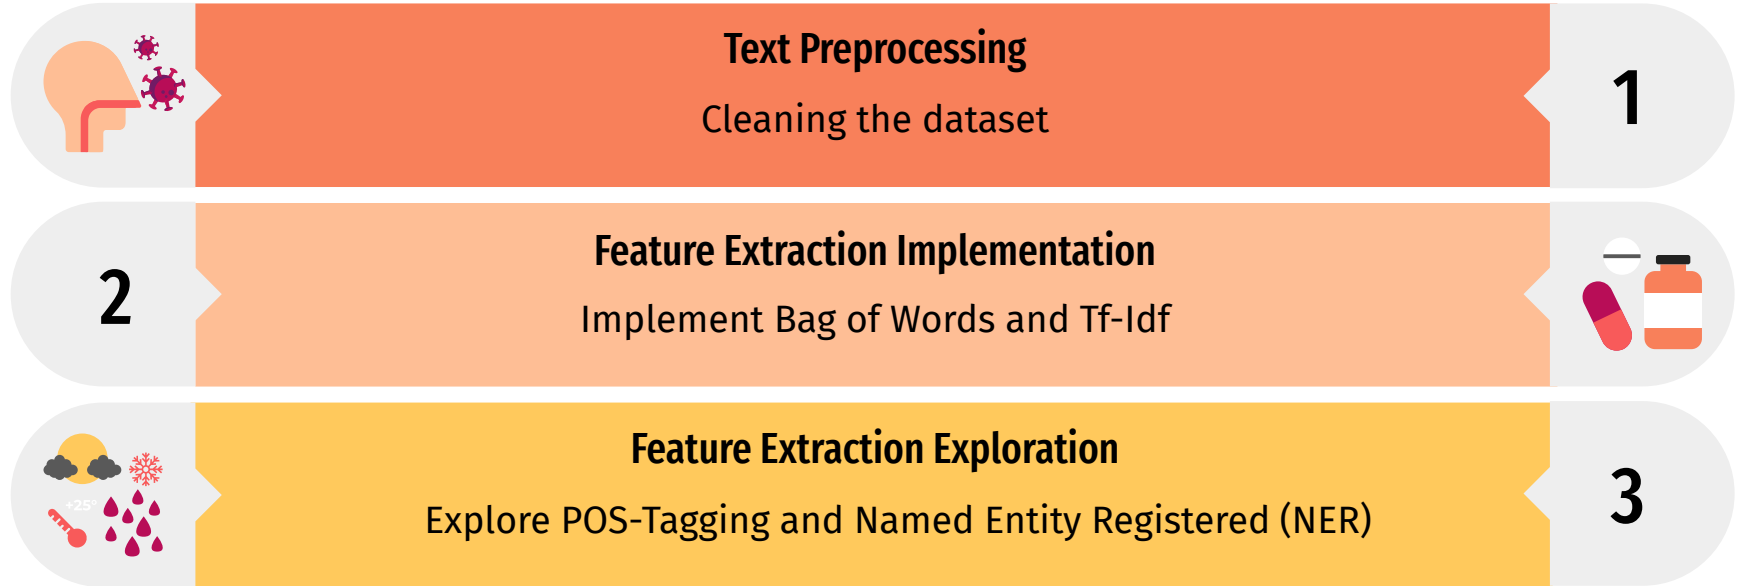 Text Preprocessing
Cleaning the dataset
1
2
Feature Extraction Implementation
Implement Bag of Words and Tf-Idf
Feature Extraction Exploration
Explore POS-Tagging and Named Entity Registered (NER)
+25°
3